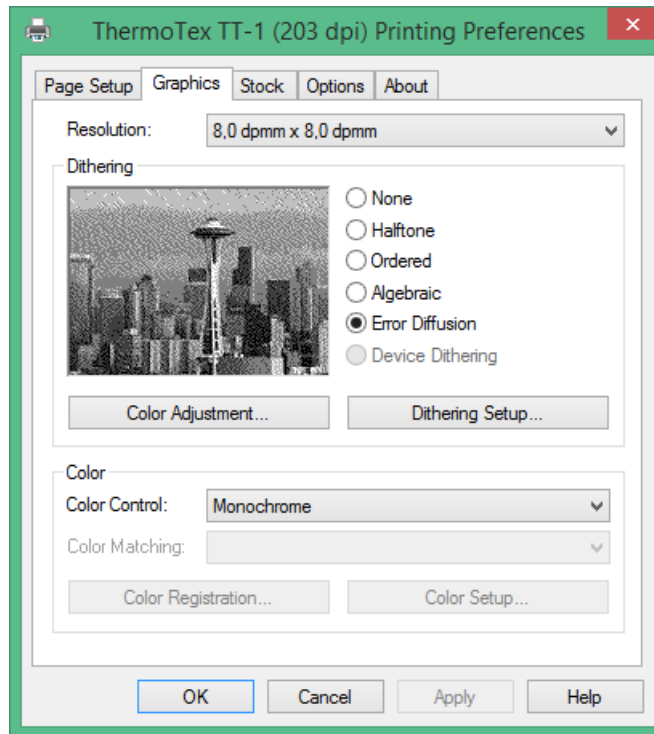 ThermoTex TT-1 (203 dpi) Printing Preferences
Page Setup Graphics Stock Options About
Resolution: 8,0 dpmm x 8,0 dpmm
Dithering
None
Halftone
Ordered
Algebraic
Error Diffusion
Device Dithering
Color Adjustment... Dithering Setup...
Color
Color Control: Monochrome
Color Matching:
Color Registration... Color Setup...
OK Cancel Apply Help